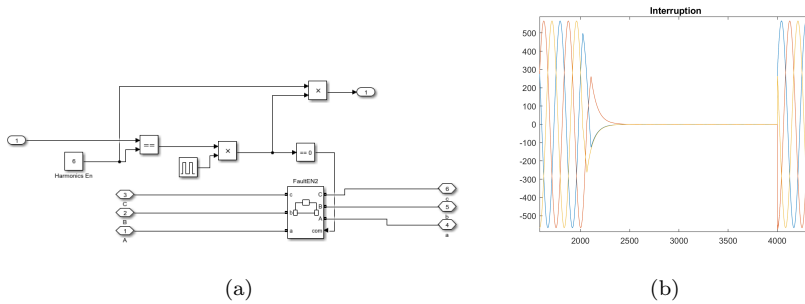 Interruption
500
400
300
200
100
0
-100
-200
-300
-400
-500
2000 2500 3000 3500 4000
×
1
1
==
×
== 0
6
Harmonics En
FaultEN2
3
C
c
C
6
c
2
B
b
B
5
b
1
A
a
A
4
a
com
(a) (b)